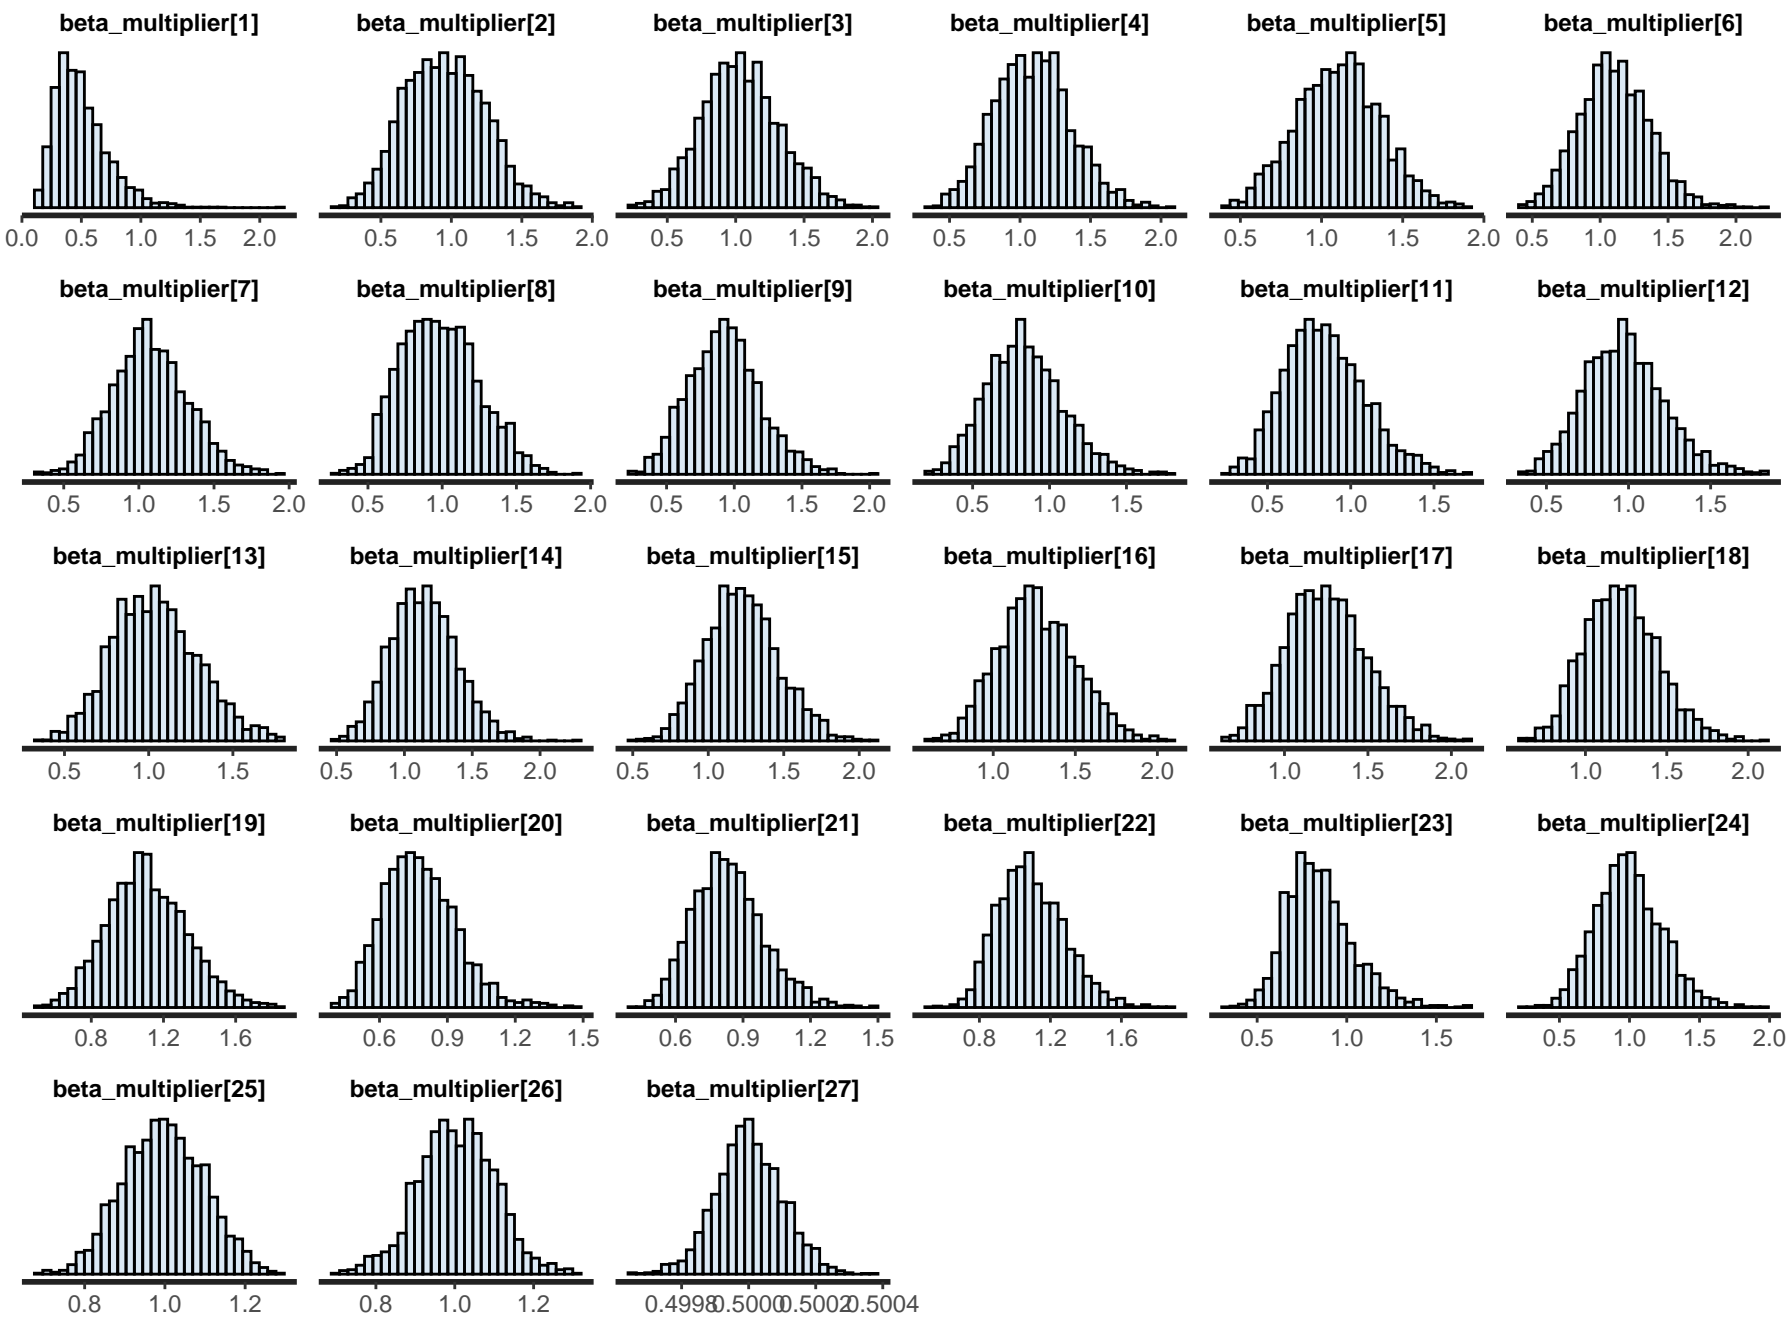 beta_multiplier[1] beta_multiplier[2] beta_multiplier[3] beta_multiplier[4] beta_multiplier[5] beta_multiplier[6]
0.0 0.5 1.0 1.5 2.0 0.5 1.0 1.5 2.0 0.5 1.0 1.5 2.0 0.5 1.0 1.5 2.0 0.5 1.0 1.5 2.0 0.5 1.0 1.5 2.0
beta_multiplier[7] beta_multiplier[8] beta_multiplier[9] beta_multiplier[10] beta_multiplier[11] beta_multiplier[12]
0.5 1.0 1.5 2.0 0.5 1.0 1.5 2.0 0.5 1.0 1.5 2.0 0.5 1.0 1.5 0.5 1.0 1.5 0.5 1.0 1.5
beta_multiplier[13] beta_multiplier[14] beta_multiplier[15] beta_multiplier[16] beta_multiplier[17] beta_multiplier[18]
0.5 1.0 1.5 0.5 1.0 1.5 2.0 0.5 1.0 1.5 2.0 1.0 1.5 2.0 1.0 1.5 2.0 1.0 1.5 2.0
beta_multiplier[19] beta_multiplier[20] beta_multiplier[21] beta_multiplier[22] beta_multiplier[23] beta_multiplier[24]
0.8 1.2 1.6 0.6 0.9 1.2 1.5 0.6 0.9 1.2 1.5 0.8 1.2 1.6 0.5 1.0 1.5 0.5 1.0 1.5 2.0
beta_multiplier[25] beta_multiplier[26] beta_multiplier[27]
0.8 1.0 1.2 0.8 1.0 1.2 0.4998 0.5000 0.5002 0.5004